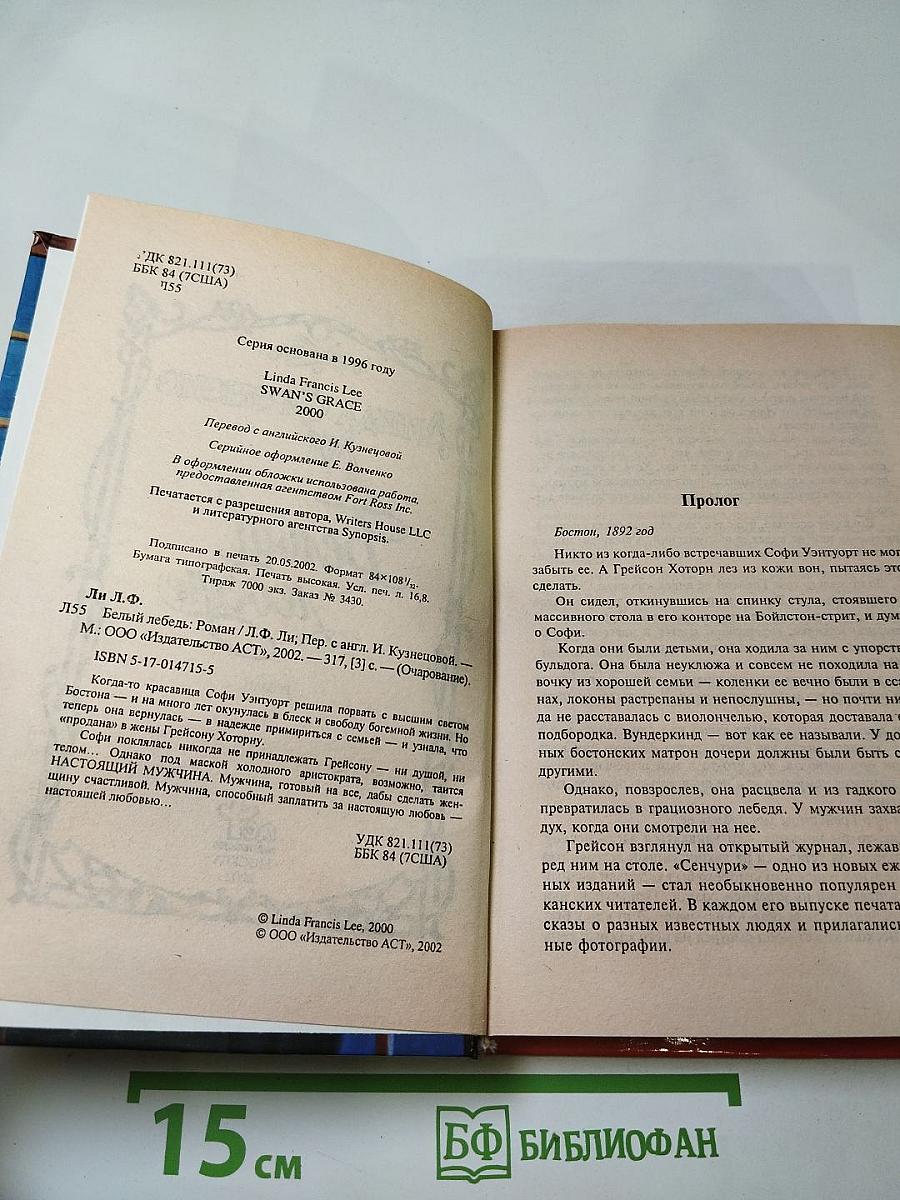 УДК 821.111(73)
ББК 84 (7США)
Л55
Серия основана в 1996 году
Linda Francis Lee
SWAN'S GRACE
2000
Перевод с английского И. Кузнецовой
Серийное оформление Е. Волченко
В оформлении обложки использована работа,
предоставленная агентством Fort Ross Inc.
Печатается с разрешения автора, Writers House LLC
и литературного агентства Synopsis.
Подписано в печать 20.05.2002. Формат 84×108 1/32.
Бумага типографская. Печать высокая. Усл. печ. л. 16,8.
Тираж 7000 экз. Заказ № 3430.
Ли Л.Ф.
Л55 Белый лебедь: Роман / Л.Ф. Ли; Пер. с англ. И. Кузнецовой. —
М.: ООО «Издательство АСТ», 2002. — 317, [3] с. — (Очарование).
ISBN 5-17-014715-5
Когда-то красавица Софи Уэнтуорт решила порвать с высшим светом
Бостона — и на много лет окунулась в блеск и свободу богемной жизни. Но
теперь она вернулась — в надежде примириться с семьей — и узнала, что
«продана» в жены Грейсону Хоторну.
Софи поклялась никогда не принадлежать Грейсону — ни душой, ни
телом... Однако под маской холодного аристократа, возможно, таится
НАСТОЯЩИЙ МУЖЧИНА. Мужчина, готовый на все, дабы сделать жен-
щину счастливой. Мужчина, способный заплатить за настоящую любовь —
настоящей любовью...
УДК 821.111(73)
ББК 84 (7США)
© Linda Francis Lee, 2000
© ООО «Издательство АСТ», 2002
Пролог
Бостон, 1892 год
Никто из когда-либо встречавших Софи Уэнтуорт не мог
забыть ее. А Грейсон Хоторн лез из кожи вон, пытаясь это
сделать.
Он сидел, откинувшись на спинку стула, стоявшего
массивного стола в его конторе на Бойлстон-стрит, и дум
о Софи.
Когда они были детьми, она ходила за ним с упорств
бульдога. Она была неуклюжа и совсем не походила на
вочку из хорошей семьи — коленки ее вечно были в сса
нах, локоны растрепаны и непослушны, — но почти ни
да не расставалась с виолончелью, которая доставала е
подбородка. Вундеркинд — вот как ее называли. У до
ных бостонских матрон дочери должны были быть с
другими.
Однако, повзрослев, она расцвела и из гадкого
превратилась в грациозного лебедя. У мужчин захва
дух, когда они смотрели на нее.
Грейсон взглянул на открытый журнал, лежав
ред ним на столе. «Сенчури» — одно из новых еж
ных изданий — стал необыкновенно популярен
канских читателей. В каждом его выпуске печата
сказы о разных известных людях и прилагалис
ные фотографии.
15 см
БФ БИБЛИОФАН